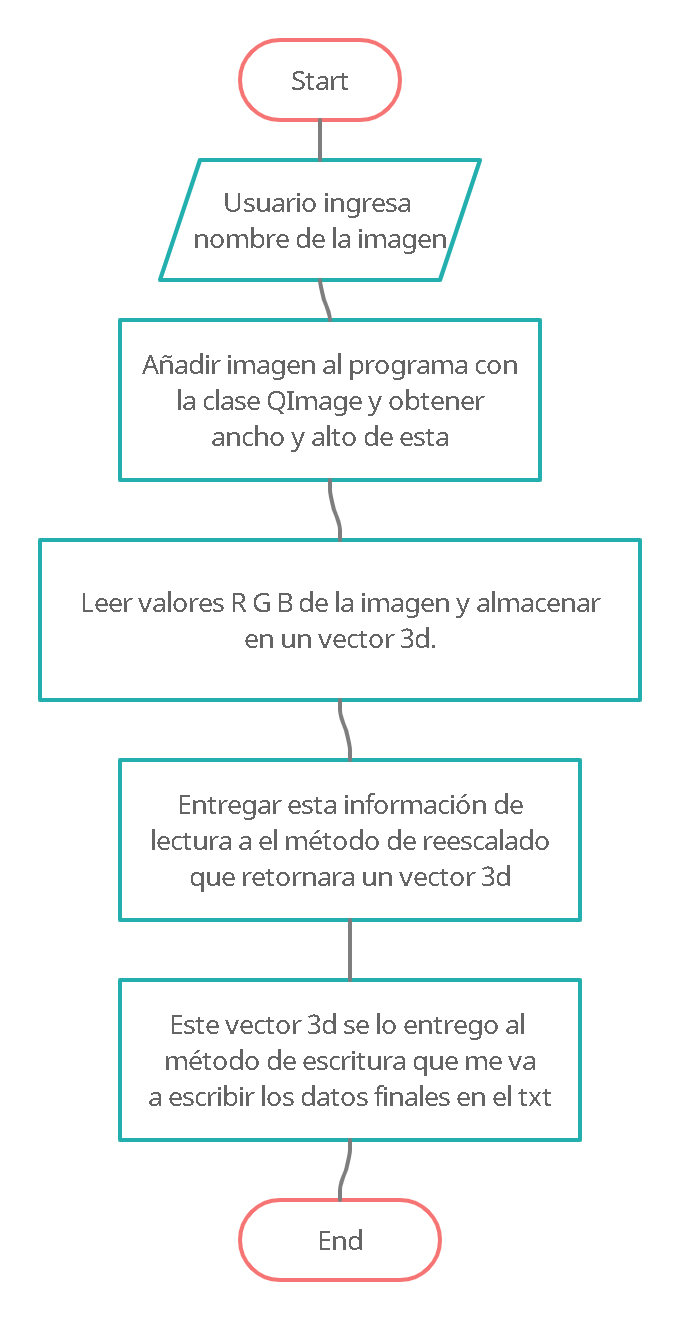 Start
Usuario ingresa
nombre de la imagen
Añadir imagen al programa con
la clase QImage y obtener
ancho y alto de esta
Leer valores R G B de la imagen y almacenar
en un vector 3d.
Entregar esta información de
lectura a el método de reescalado
que retornara un vector 3d
Este vector 3d se lo entrego al
método de escritura que me va
a escribir los datos finales en el txt
End